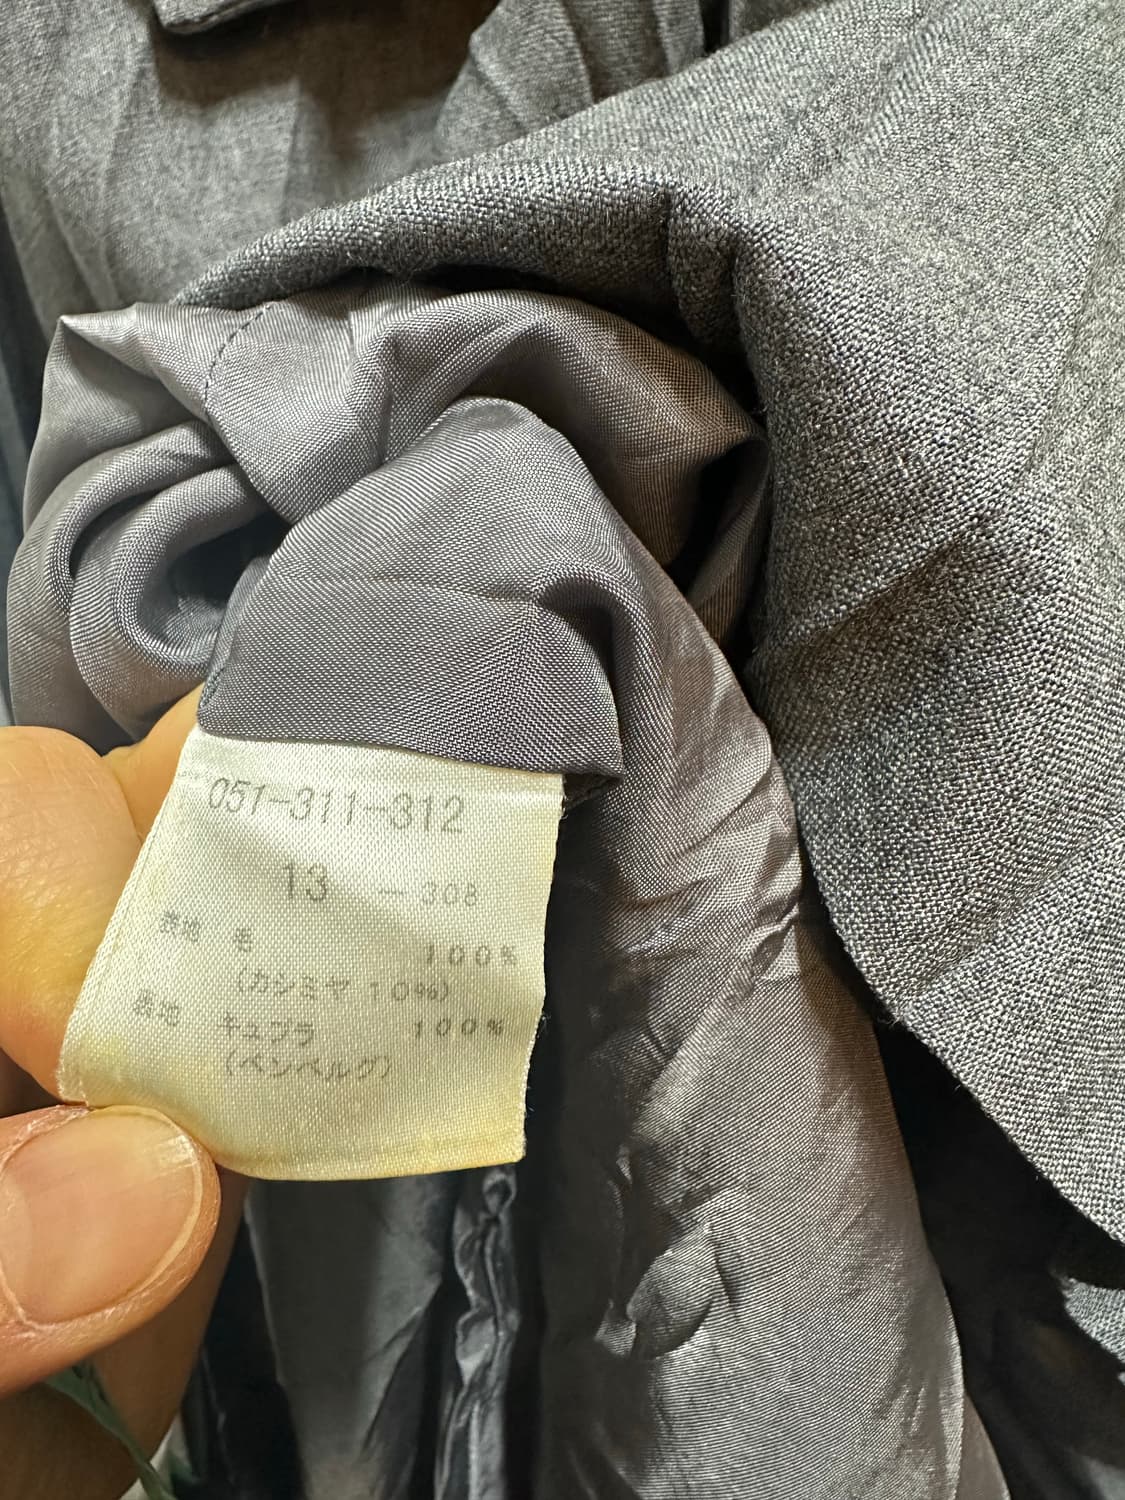 051-311-312
13 - 308
表地 毛 100%
(カシミヤ 10%)
裏地 キュプラ 100%
(ベンベルグ)